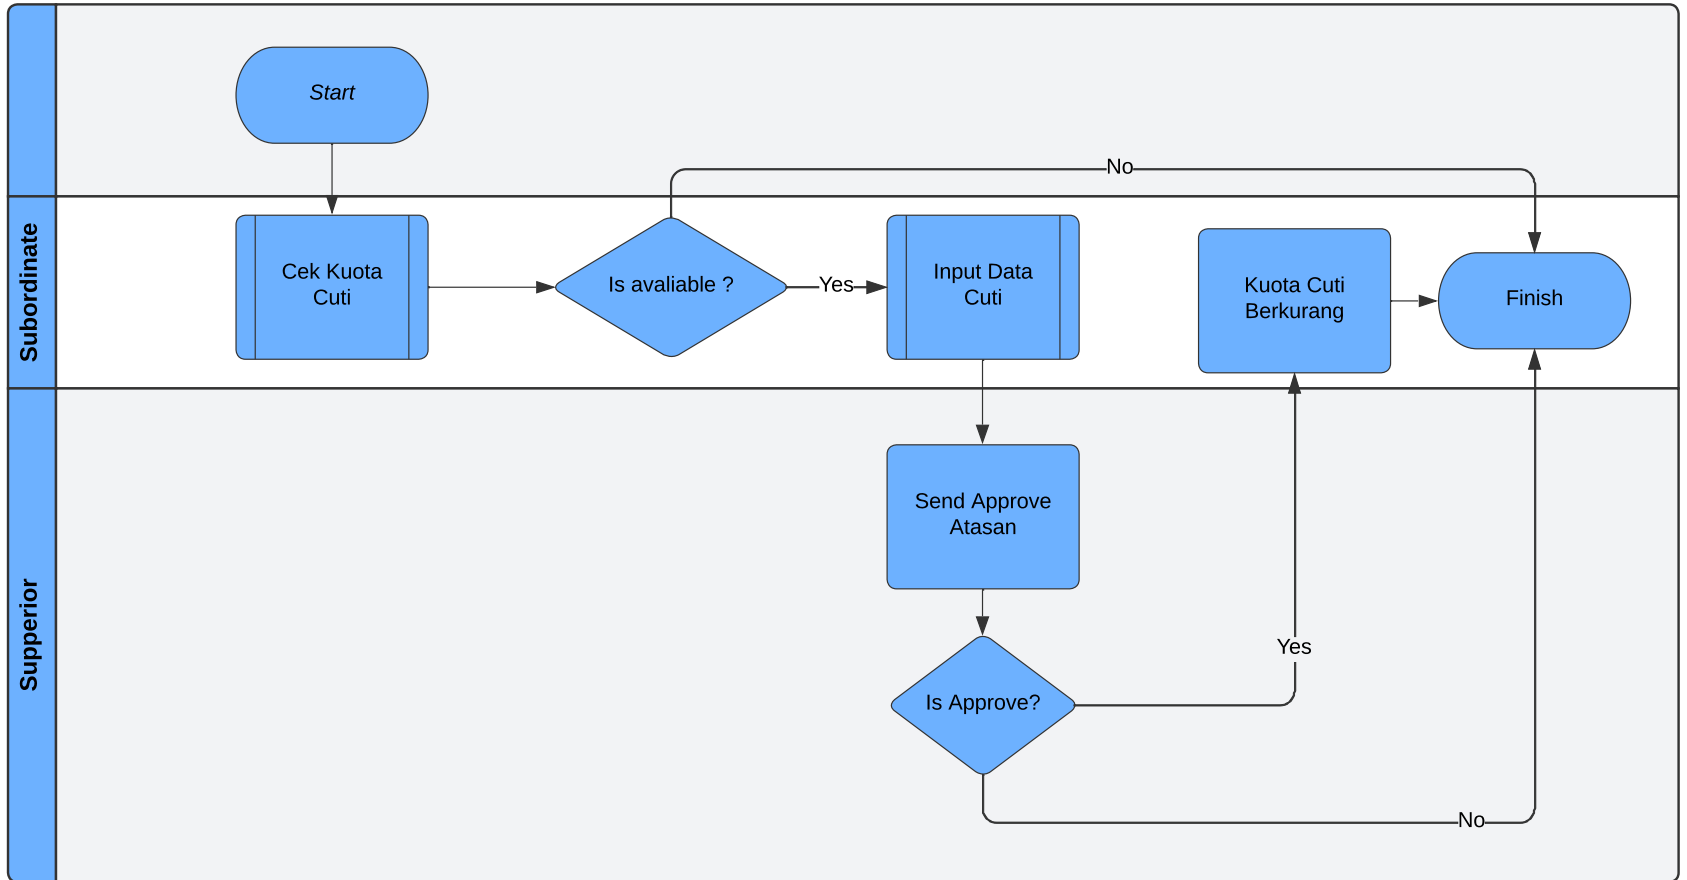 Start
No
Subordinate
Cek Kuota
Cuti
Is avaliable ?
Yes
Input Data
Cuti
Kuota Cuti
Berkurang
Finish
Supperior
Send Approve
Atasan
Is Approve?
Yes
No